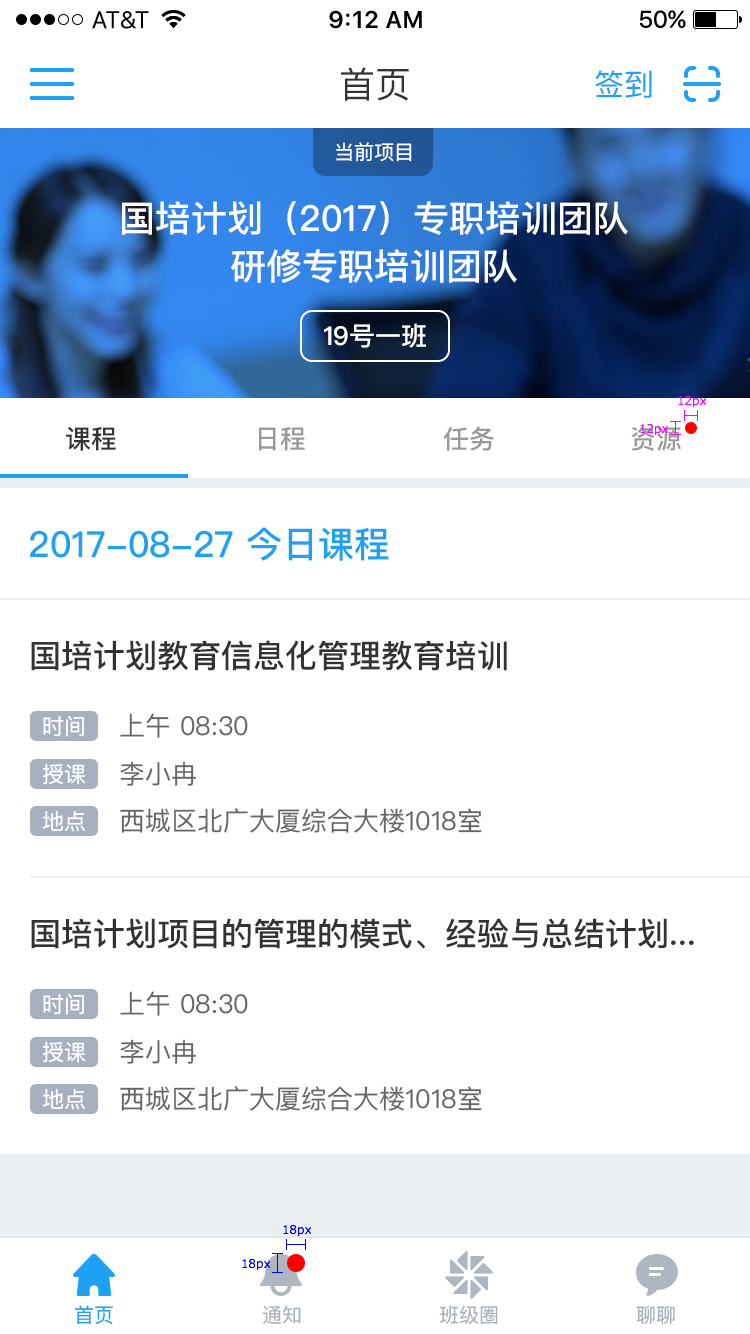 AT&T 9:12 AM 50%
首页 签到
当前项目
国培计划（2017）专职培训团队
研修专职培训团队
19号一班
12px
课程 日程 任务 资源 12px
2017-08-27 今日课程
国培计划教育信息化管理教育培训
时间 上午 08:30
授课 李小冉
地点 西城区北广大厦综合大楼1018室
国培计划项目的管理的模式、经验与总结计划...
时间 上午 08:30
授课 李小冉
地点 西城区北广大厦综合大楼1018室
18px
18px
首页 通知 班级圈 聊聊